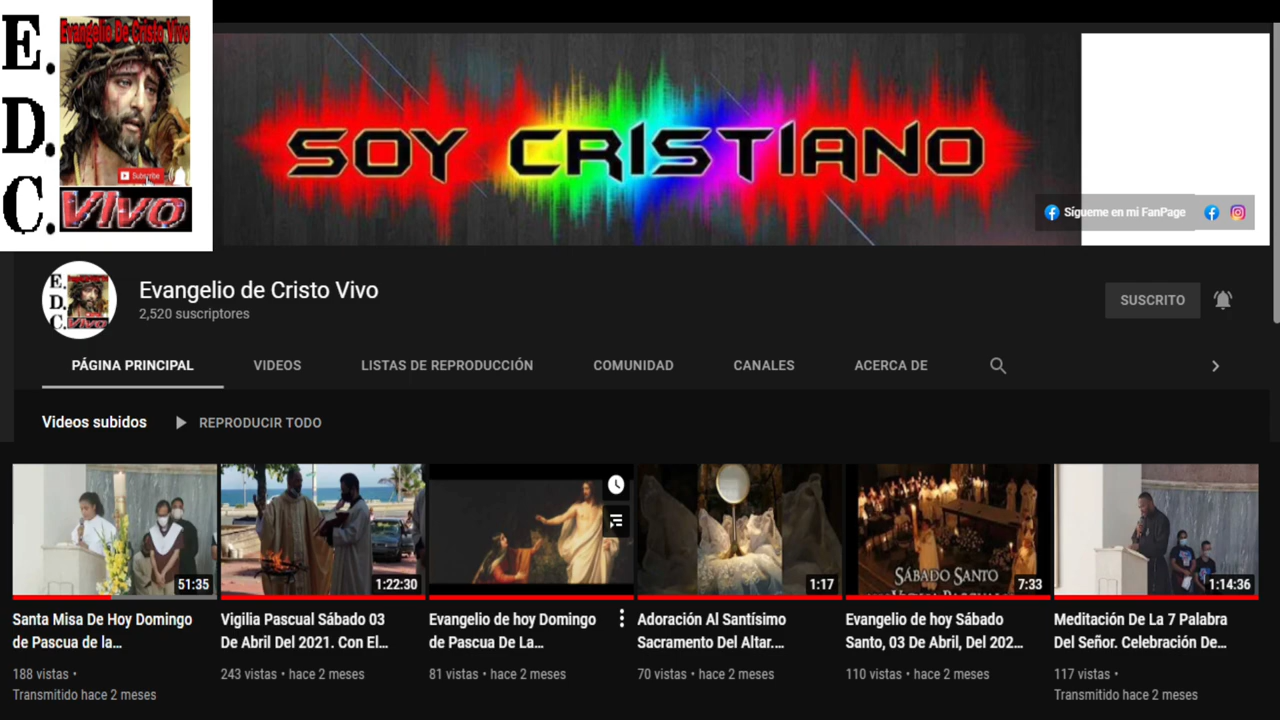 E.
D.
C.
Evangelio De Cristo Vivo
Subscribe
Vivo
SOY CRISTIANO
Sígueme en mi FanPage
E.
D.
C.
Vivo
Evangelio de Cristo Vivo
2,520 suscriptores
SUSCRITO
PÁGINA PRINCIPAL
VIDEOS
LISTAS DE REPRODUCCIÓN
COMUNIDAD
CANALES
ACERCA DE
Videos subidos
REPRODUCIR TODO
51:35
Santa Misa De Hoy Domingo
de Pascua de la...
188 vistas •
Transmitido hace 2 meses
1:22:30
Vigilia Pascual Sábado 03
De Abril Del 2021. Con El...
243 vistas • hace 2 meses
Evangelio de hoy Domingo
de Pascua De La...
81 vistas • hace 2 meses
1:17
Adoración Al Santísimo
Sacramento Del Altar....
70 vistas • hace 2 meses
SÁBADO SANTO
7:33
Evangelio de hoy Sábado
Santo, 03 De Abril, Del 202...
110 vistas • hace 2 meses
1:14:36
Meditación De La 7 Palabra
Del Señor. Celebración De...
117 vistas •
Transmitido hace 2 meses